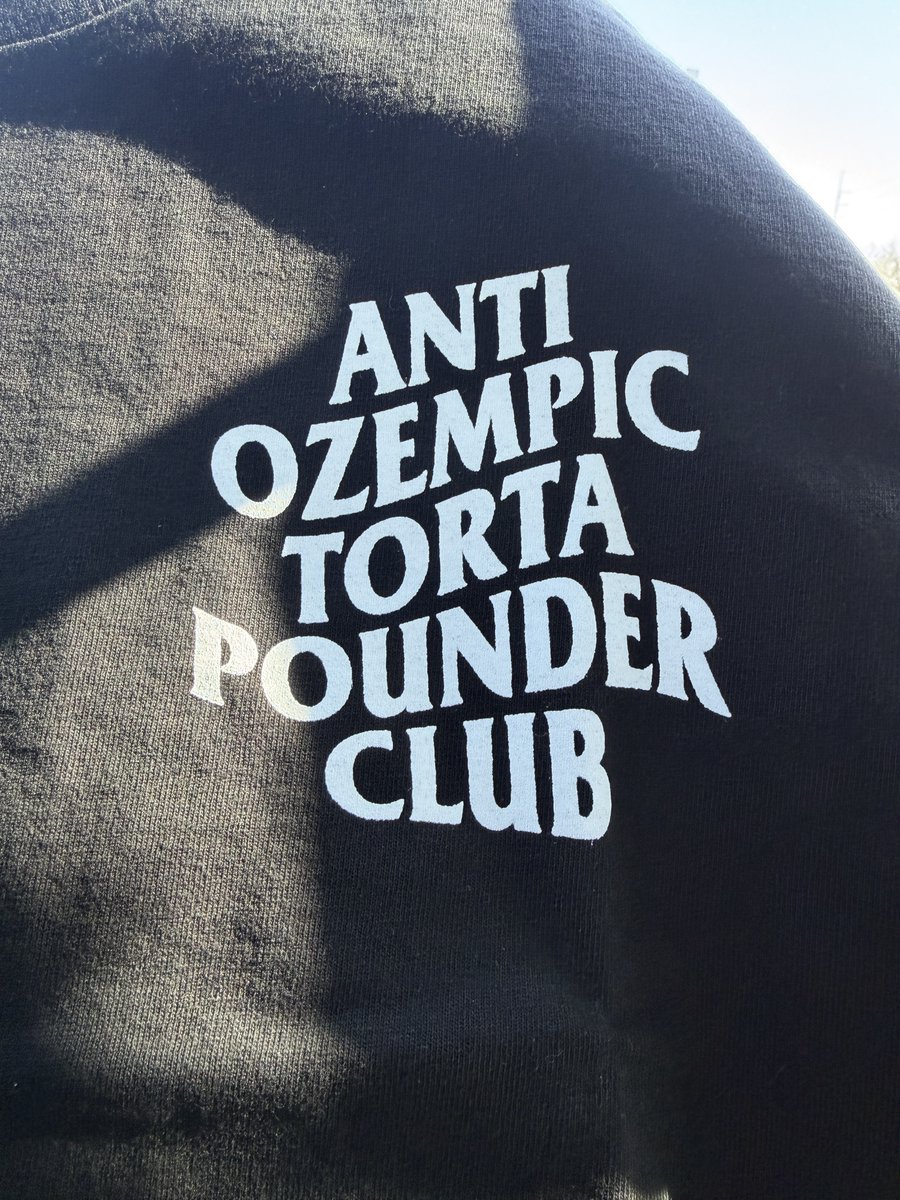 ANTI
OZEMPIC
TORTA
POUNDER
CLUB